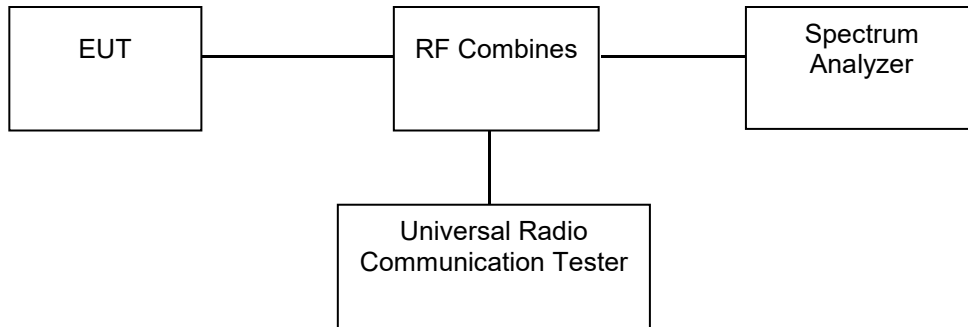 EUT
RF Combines
Spectrum
Analyzer
Universal Radio
Communication Tester